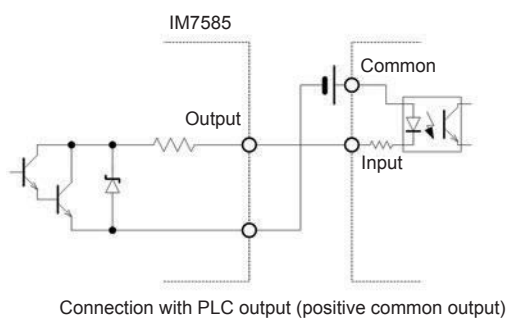 IM7585
Common
Output
Input
Connection with PLC output (positive common output)